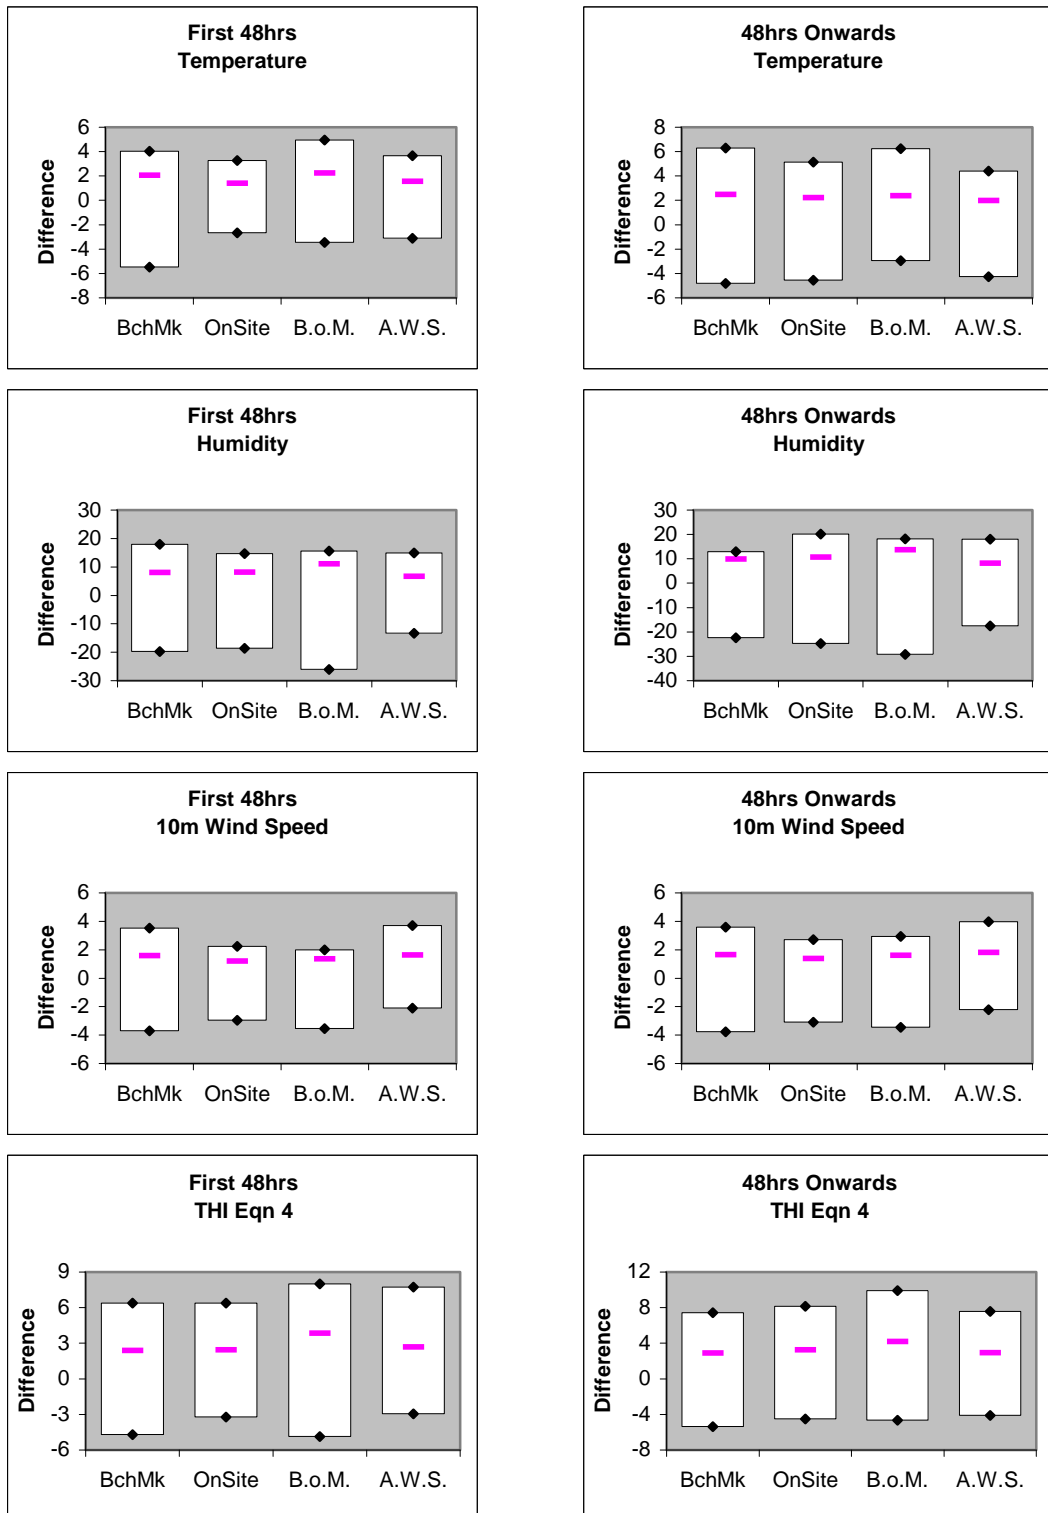 First 48hrs
Temperature
Difference
6
4
2
0
-2
-4
-6
-8
BchMk OnSite B.o.M. A.W.S.
48hrs Onwards
Temperature
Difference
8
6
4
2
0
-2
-4
-6
BchMk OnSite B.o.M. A.W.S.
First 48hrs
Humidity
Difference
30
20
10
0
-10
-20
-30
BchMk OnSite B.o.M. A.W.S.
48hrs Onwards
Humidity
Difference
30
20
10
0
-10
-20
-30
-40
BchMk OnSite B.o.M. A.W.S.
First 48hrs
10m Wind Speed
Difference
6
4
2
0
-2
-4
-6
BchMk OnSite B.o.M. A.W.S.
48hrs Onwards
10m Wind Speed
Difference
6
4
2
0
-2
-4
-6
BchMk OnSite B.o.M. A.W.S.
First 48hrs
THI Eqn 4
Difference
9
6
3
0
-3
-6
BchMk OnSite B.o.M. A.W.S.
48hrs Onwards
THI Eqn 4
Difference
12
8
4
0
-4
-8
BchMk OnSite B.o.M. A.W.S.